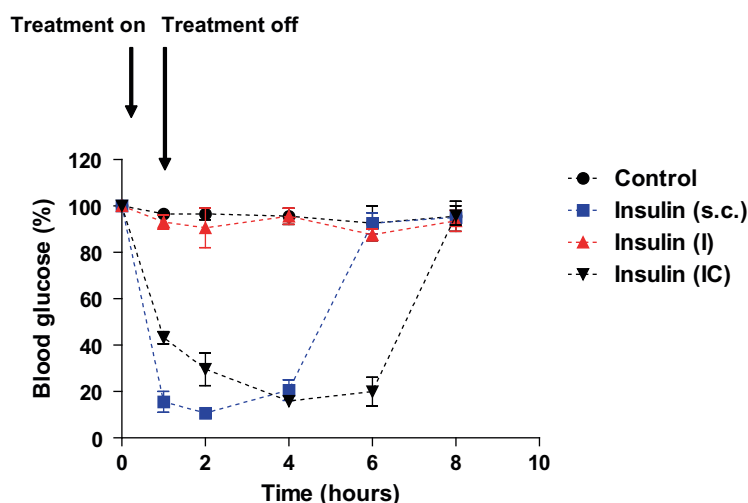 Treatment on
Treatment off
120
100
80
60
40
20
0
Blood glucose (%)
0 2 4 6 8 10
Time (hours)
Control
Insulin (s.c.)
Insulin (I)
Insulin (IC)